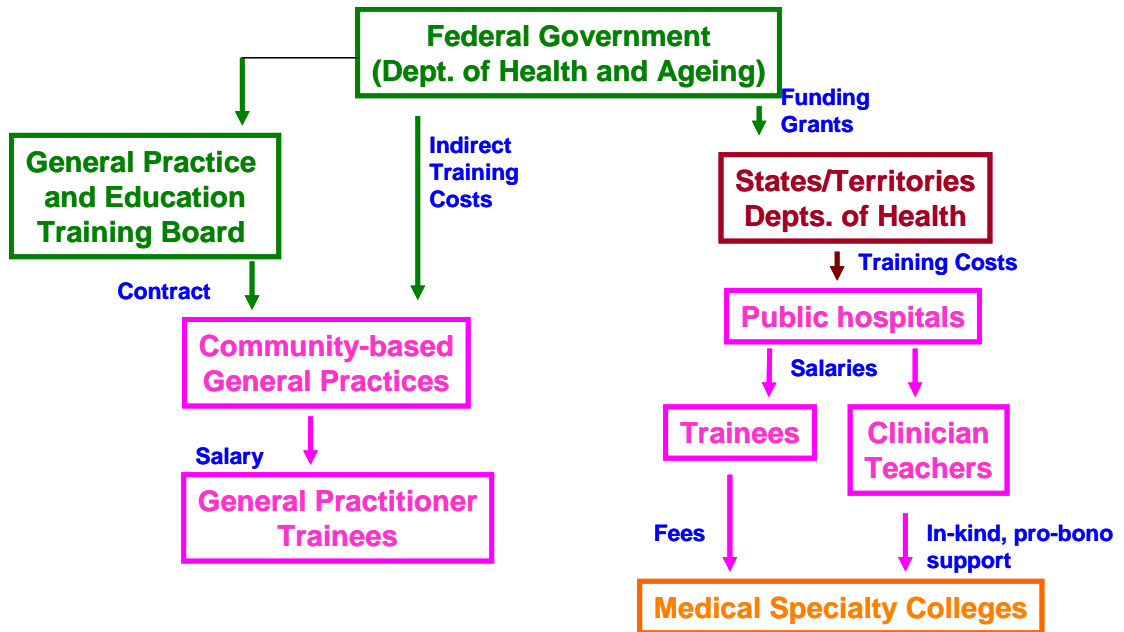 Federal Government
(Dept. of Health and Ageing)
Funding
Grants
Indirect
Training
Costs
General Practice
and Education
Training Board
States/Territories
Depts. of Health
Training Costs
Contract
Public hospitals
Community-based
General Practices
Salaries
Trainees
Clinician
Teachers
Salary
General Practitioner
Trainees
Fees
In-kind, pro-bono
support
Medical Specialty Colleges